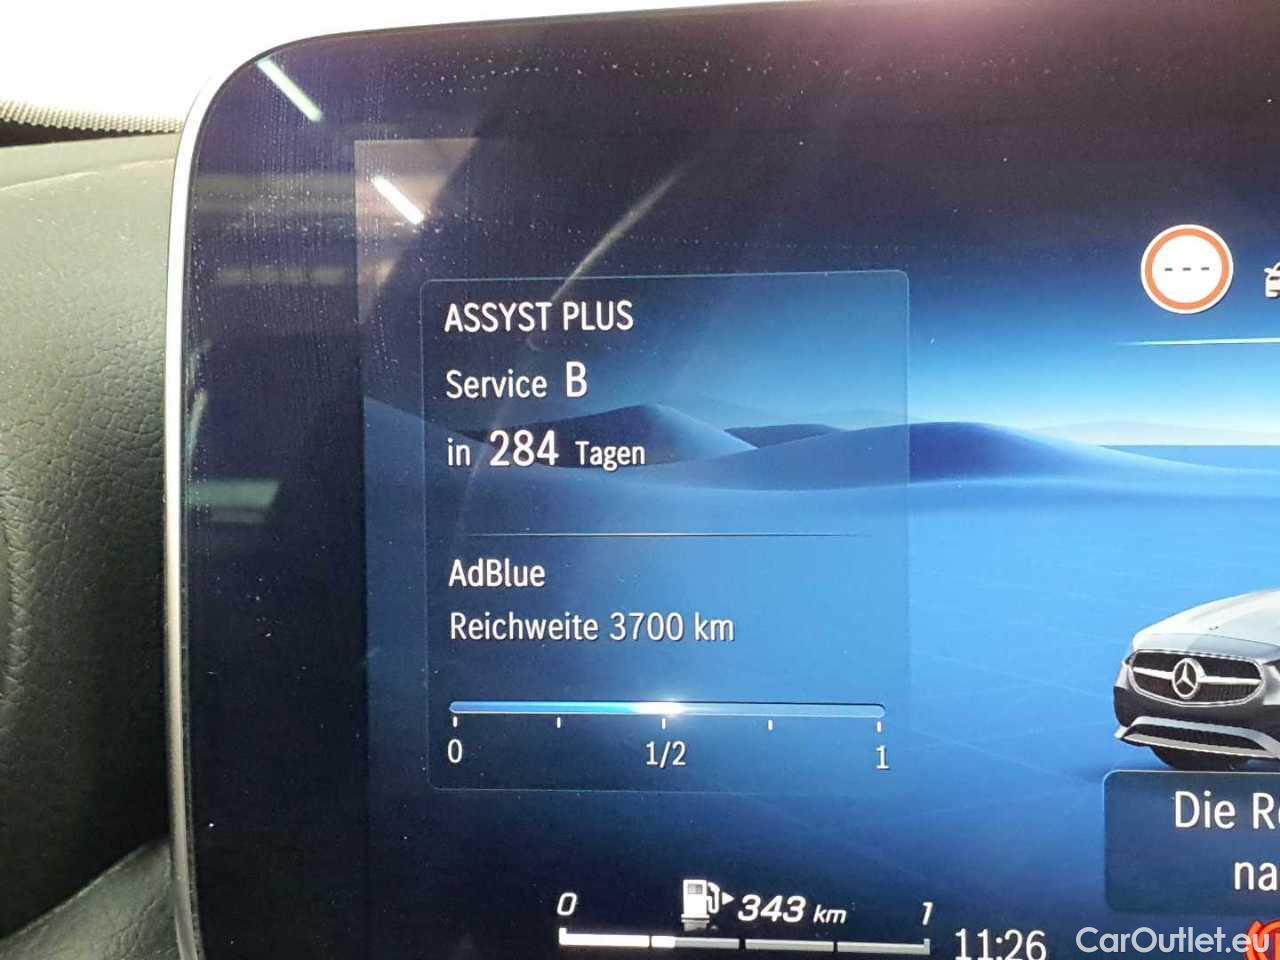 ASSYST PLUS
Service B
in 284 Tagen
AdBlue
Reichweite 3700 km
0 1/2 1
Die
na
0 343 km 1
11:26
CarOutlet.eu